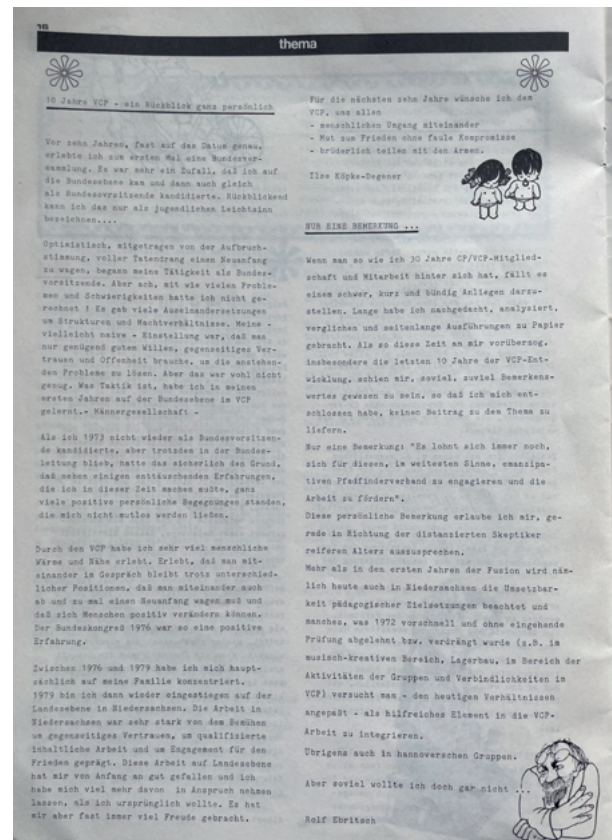 16
thema
10 Jahre VCP - ein Rückblick ganz persönlich
Vor zehn Jahren, fast auf das Datum genau,
erlebte ich zum ersten Mal eine Bundesver-
sammlung. Es war mehr ein Zufall, daß ich auf
die Bundesebene kam und dann auch gleich
als Bundesvorsitzende kandidierte. Rückblickend
kann ich das nur als jugendlichen Leichtsinn
bezeichnen....
Optimistisch, mitgetragen von der Aufbruch-
stimmung, voller Tatendrang einen Neuanfang
zu wagen, begann meine Tätigkeit als Bundes-
vorsitzende. Aber ach, mit wie vielen Proble-
men und Schwierigkeiten hatte ich nicht ge-
rechnet ! Es gab viele Auseinandersetzungen
um Strukturen und Machtverhältnisse. Meine -
vielleicht naive - Einstellung war, daß man
nur genügend guten Willen, gegenseitiges Ver-
trauen und Offenheit brauche, um die anstehen-
den Probleme zu lösen. Aber das war wohl nicht
genug. Was Taktik ist, habe ich in meinen
ersten Jahren auf der Bundesebene im VCP
gelernt.- Männergesellschaft -
Als ich 1973 nicht wieder als Bundesvorsitzen-
de kandidierte, aber trotzdem in der Bundes-
leitung blieb, hatte das sicherlich den Grund,
daß neben einigen enttäuschenden Erfahrungen,
die ich in dieser Zeit machen mußte, ganz
viele positive persönliche Begegnungen standen,
die mich nicht mutlos werden ließen.
Durch den VCP habe ich sehr viel menschliche
Wärme und Nähe erlebt. Erlebt, daß man mit-
einander im Gespräch bleibt trotz unterschied-
licher Positionen, daß man miteinander auch
ab und zu mal einen Neuanfang wagen muß und
daß sich Menschen positiv verändern können.
Der Bundeskongreß 1976 war so eine positive
Erfahrung.
Zwischen 1976 und 1979 habe ich mich haupt-
sächlich auf meine Familie konzentriert.
1979 bin ich dann wieder eingestiegen auf der
Landesebene in Niedersachsen. Die Arbeit in
Niedersachsen war sehr stark von dem Bemühen
um gegenseitiges Vertrauen, um qualifizierte
inhaltliche Arbeit und um Engagement für den
Frieden geprägt. Diese Arbeit auf Landesebene
hat mir von Anfang an gut gefallen und ich
habe mich viel mehr davon in Anspruch nehmen
lassen, als ich ursprünglich wollte. Es hat
mir aber fast immer viel Freude gebracht.
Für die nächsten zehn Jahre wünsche ich dem
VCP, uns allen
- menschlichen Umgang miteinander
- Mut zum Frieden ohne faule Kompromisse
- brüderlich teilen mit den Armen.
Ilse Köpke-Degener
NUR EINE BEMERKUNG ...
Wenn man so wie ich 30 Jahre CP/VCP-Mitglied-
schaft und Mitarbeit hinter sich hat, fällt es
einem schwer, kurz und bündig Anliegen darzu-
stellen. Lange habe ich nachgedacht, analysiert,
verglichen und seitenlange Ausführungen zu Papier
gebracht. Als so diese Zeit an mir vorüberzog,
insbesondere die letzten 10 Jahre der VCP-Ent-
wicklung, schien mir, soviel, zuviel Bemerkens-
wertes gewesen zu sein, so daß ich mich ent-
schlossen habe, keinen Beitrag zu dem Thema zu
liefern.
Nur eine Bemerkung: "Es lohnt sich immer noch,
sich für diesen, im weitesten Sinne, emanzipa-
tiven Pfadfinderverband zu engagieren und die
Arbeit zu fördern".
Diese persönliche Bemerkung erlaube ich mir, ge-
rade in Richtung der distanzierten Skeptiker
reiferen Alters auszusprechen.
Mehr als in den ersten Jahren der Fusion wird näm-
lich heute auch in Niedersachsen die Umsetzbar-
keit pädagogischer Zielsetzungen beachtet und
manches, was 1972 vorschnell und ohne eingehende
Prüfung abgelehnt bzw. verdrängt wurde (z.B. im
musisch-kreativen Bereich, Lagerbau, im Bereich der
Aktivitäten der Gruppen und Verbindlichkeiten im
VCP) versucht man - den heutigen Verhältnissen
angepaßt - als hilfreiches Element in die VCP-
Arbeit zu integrieren.
Übrigens auch in hannoverschen Gruppen.
Aber soviel wollte ich doch gar nicht ...
Rolf Ebritsch